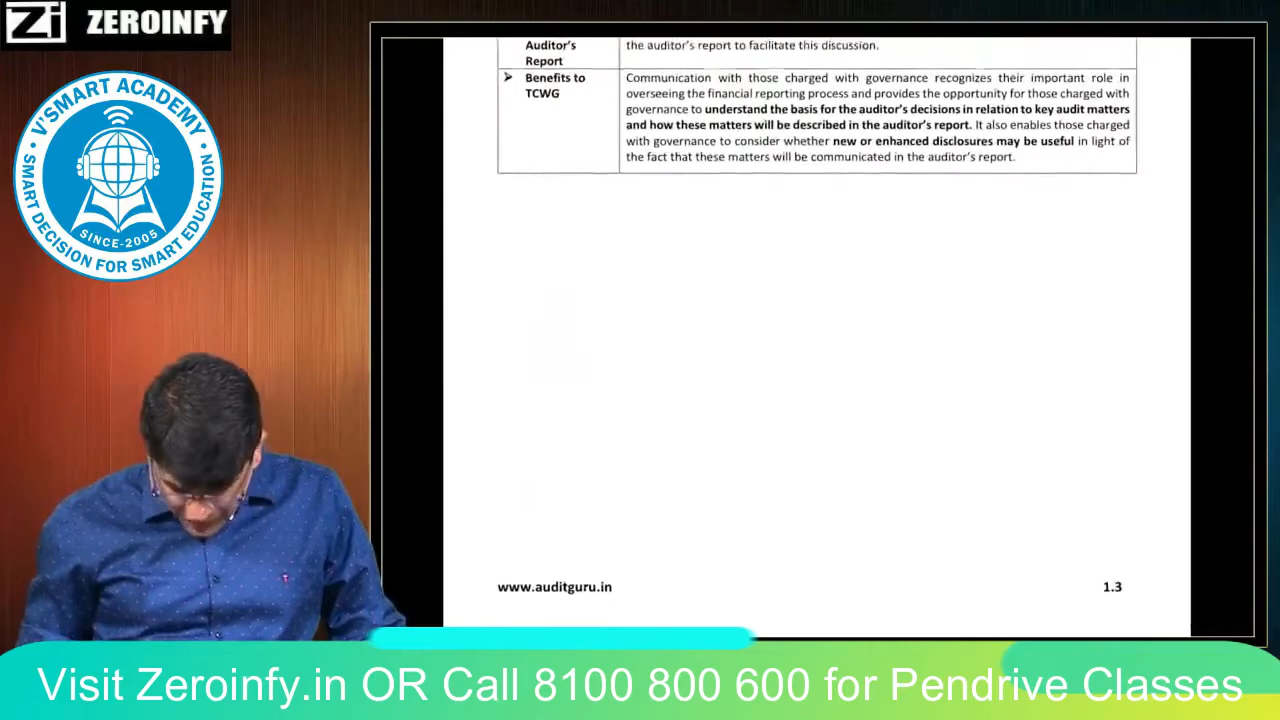 Zi ZEROINFY
V'SMART ACADEMY
SMART DECISION FOR SMART EDUCATION
SINCE-2005
Auditor's
Report
the auditor's report to facilitate this discussion.
➢ Benefits to
TCWG
Communication with those charged with governance recognizes their important role in
overseeing the financial reporting process and provides the opportunity for those charged with
governance to understand the basis for the auditor's decisions in relation to key audit matters
and how these matters will be described in the auditor's report. It also enables those charged
with governance to consider whether new or enhanced disclosures may be useful in light of
the fact that these matters will be communicated in the auditor's report.
www.auditguru.in
1.3
Visit Zeroinfy.in OR Call 8100 800 600 for Pendrive Classes